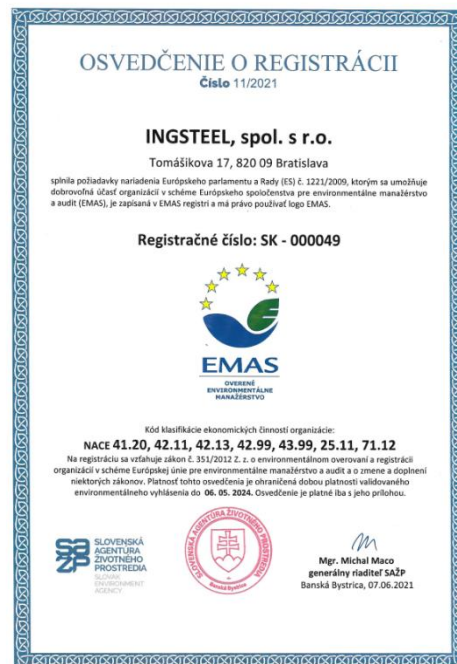 OSVEDČENIE O REGISTRÁCII
Číslo 11/2021
INGSTEEL, spol. s r.o.
Tomášikova 17, 820 09 Bratislava
splnila požiadavky nariadenia Európskeho parlamentu a Rady (ES) č. 1221/2009, ktorým sa umožňuje
dobrovoľná účasť organizácií v schéme Európskeho spoločenstva pre environmentálne manažérstvo
a audit (EMAS), je zapísaná v EMAS registri a má právo používať logo EMAS.
Registračné číslo: SK - 000049
EMAS
OVERENÉ
ENVIRONMENTÁLNE
MANAŽÉRSTVO
Kód klasifikácie ekonomických činností organizácie:
NACE 41.20, 42.11, 42.13, 42.99, 43.99, 25.11, 71.12
Na registráciu sa vzťahuje zákon č. 351/2012 Z. z. o environmentálnom overovaní a registrácii
organizácií v schéme Európskej únie pre environmentálne manažérstvo a audit a o zmene a doplnení
niektorých zákonov. Platnosť tohto osvedčenia je ohraničená dobou platnosti validovaného
environmentálneho vyhlásenia do 06. 05. 2024. Osvedčenie je platné iba s jeho prílohou.
SAŽP
SLOVENSKÁ
AGENTÚRA
ŽIVOTNÉHO
PROSTREDIA
SLOVAK
ENVIRONMENT
AGENCY
SLOVENSKÁ AGENTÚRA ŽIVOTNÉHO PROSTREDIA
Banská Bystrica
Mgr. Michal Maco
generálny riaditeľ SAŽP
Banská Bystrica, 07.06.2021